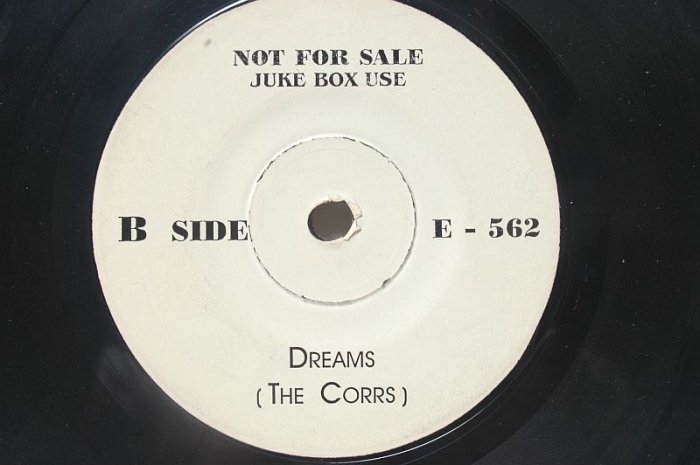 NOT FOR SALE
JUKE BOX USE
B SIDE E - 562
DREAMS
( THE CORRS )